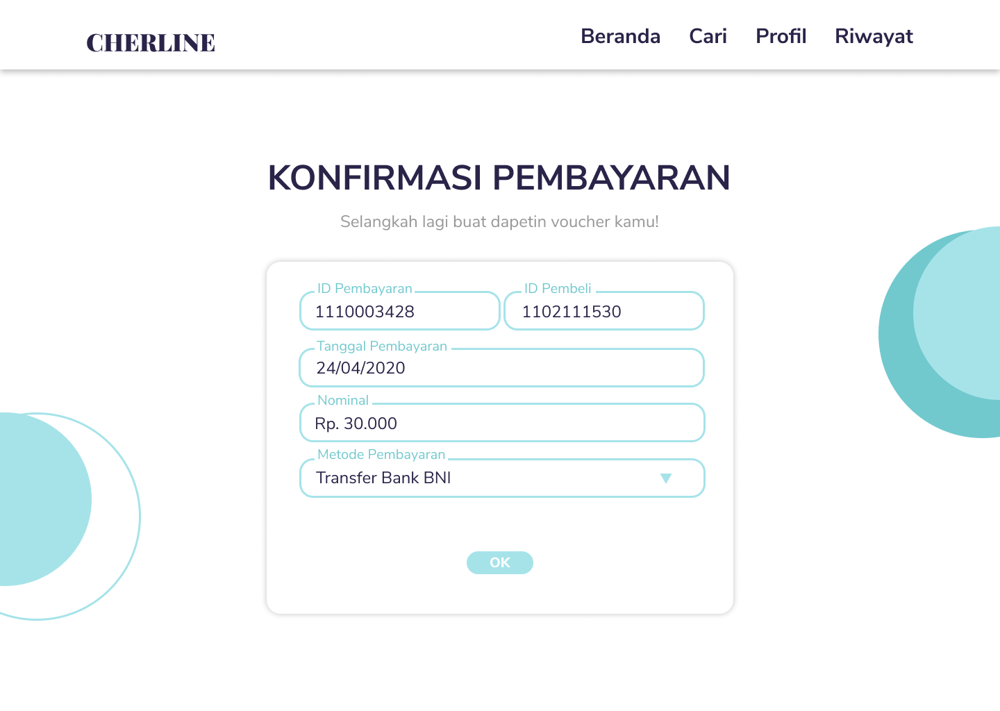 CHERLINE
Beranda Cari Profil Riwayat
KONFIRMASI PEMBAYARAN
Selangkah lagi buat dapetin voucher kamu!
ID Pembayaran
1110003428
ID Pembeli
1102111530
Tanggal Pembayaran
24/04/2020
Nominal
Rp. 30.000
Metode Pembayaran
Transfer Bank BNI
OK